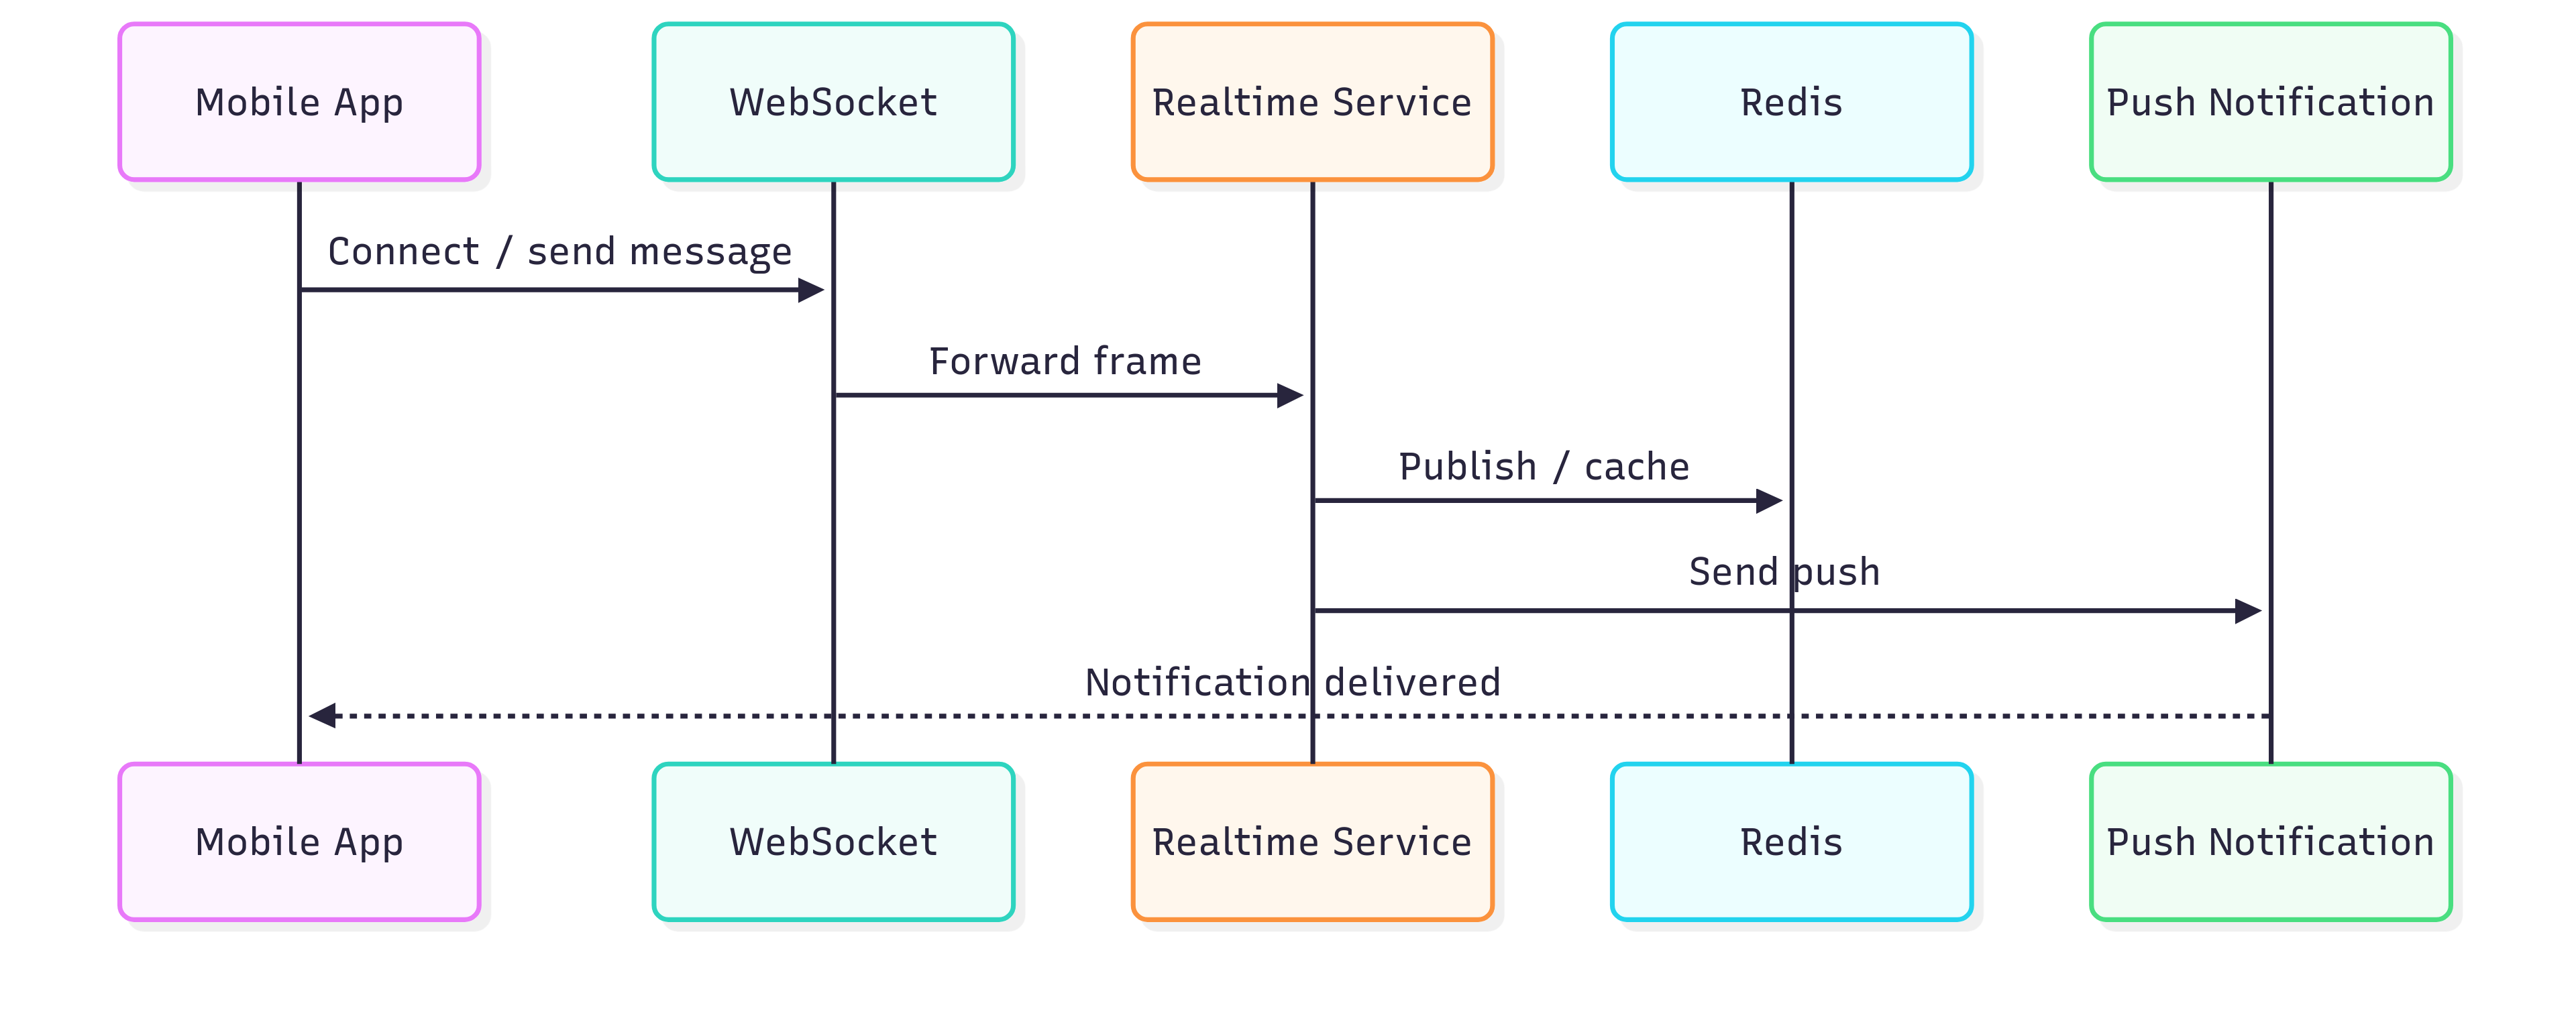 Mobile App
WebSocket
Realtime Service
Redis
Push Notification
Connect / send message
Forward frame
Publish / cache
Send push
Notification delivered
Mobile App
WebSocket
Realtime Service
Redis
Push Notification